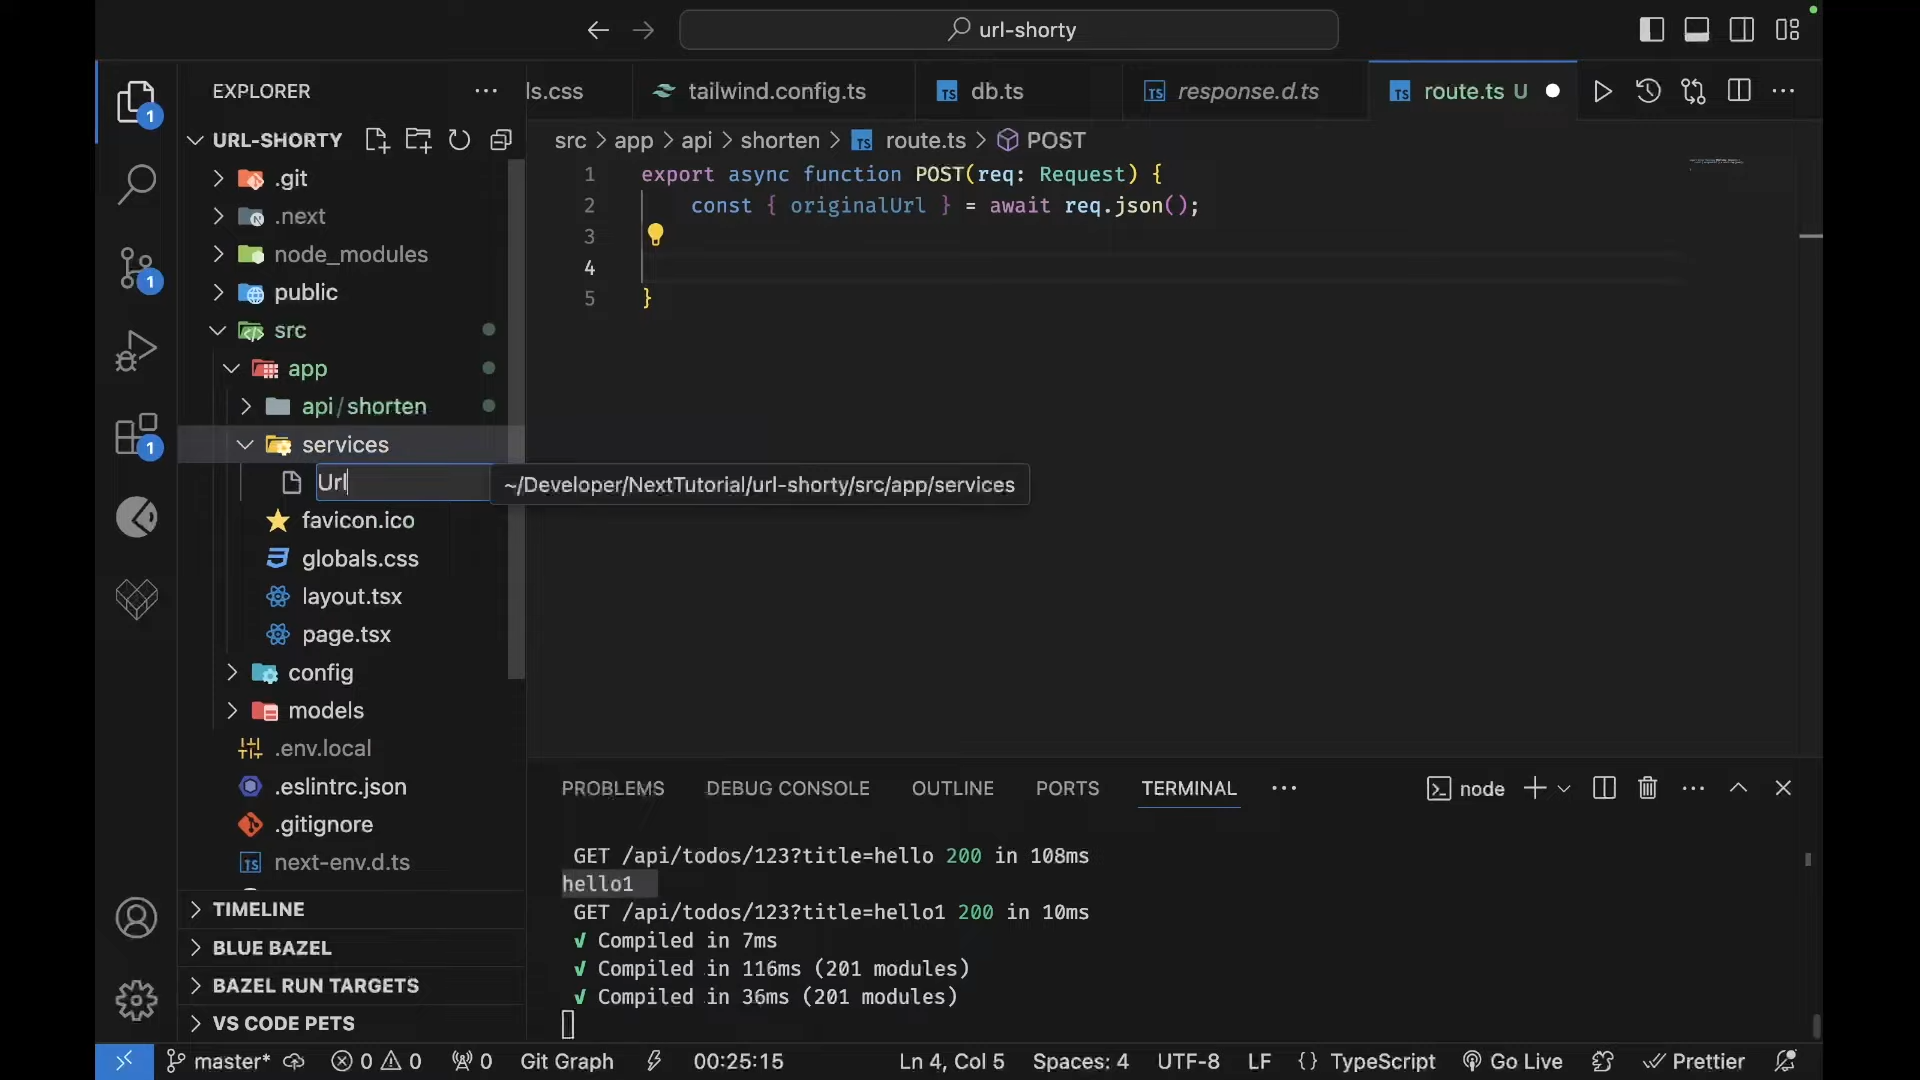 url-shorty
EXPLORER
ls.css
tailwind.config.ts
db.ts
response.d.ts
route.ts U
URL-SHORTY
src > app > api > shorten > route.ts > POST
.git
.next
node_modules
public
src
app
api/shorten
services
Url
~/Developer/NextTutorial/url-shorty/src/app/services
favicon.ico
globals.css
layout.tsx
page.tsx
config
models
.env.local
.eslintrc.json
.gitignore
next-env.d.ts
TIMELINE
BLUE BAZEL
BAZEL RUN TARGETS
VS CODE PETS
1
1
1
1 export async function POST(req: Request) {
2 const { originalUrl } = await req.json();
3
4
5 }
PROBLEMS
DEBUG CONSOLE
OUTLINE
PORTS
TERMINAL
node
GET /api/todos/123?title=hello 200 in 108ms
hello1
GET /api/todos/123?title=hello1 200 in 10ms
√ Compiled in 7ms
√ Compiled in 116ms (201 modules)
√ Compiled in 36ms (201 modules)
master* 0 0 0 Git Graph 00:25:15 Ln 4, Col 5 Spaces: 4 UTF-8 LF {} TypeScript Go Live Prettier